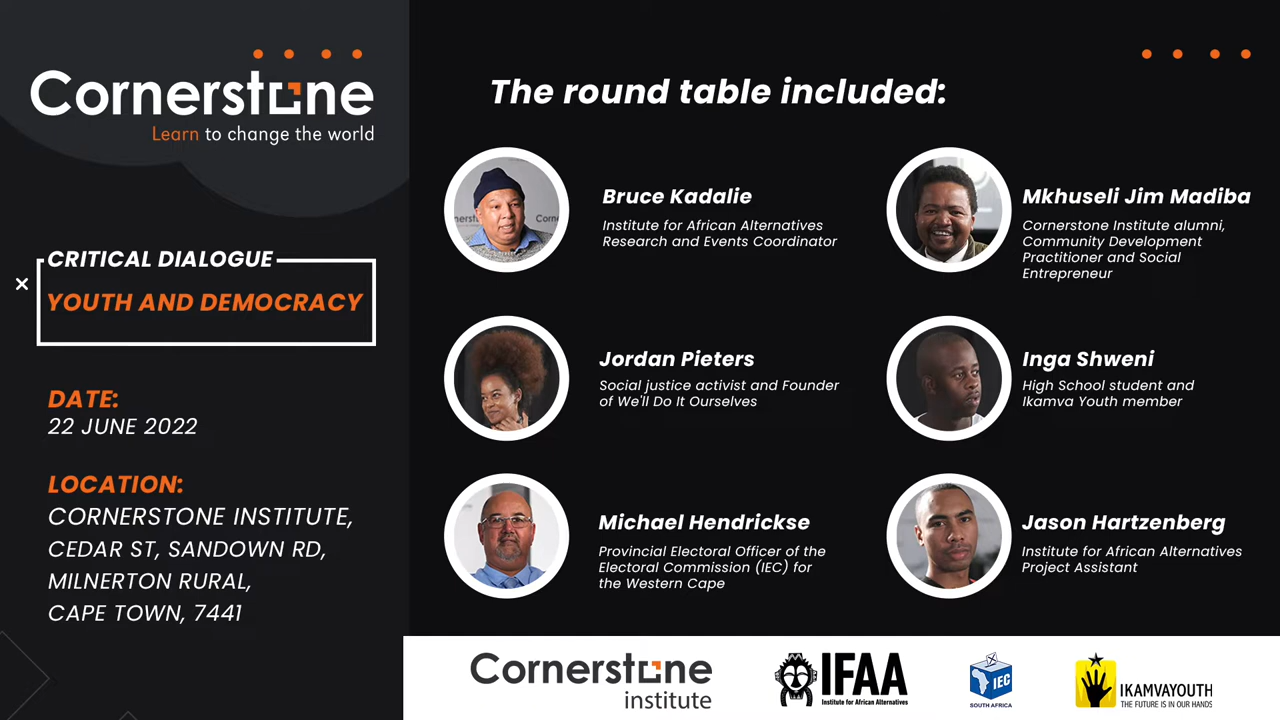 Cornerstone
Learn to change the world
CRITICAL DIALOGUE
YOUTH AND DEMOCRACY
DATE:
22 JUNE 2022
LOCATION:
CORNERSTONE INSTITUTE,
CEDAR ST, SANDOWN RD,
MILNERTON RURAL,
CAPE TOWN, 7441
The round table included:
Bruce Kadalie
Institute for African Alternatives
Research and Events Coordinator
Mkhuseli Jim Madiba
Cornerstone Institute alumni,
Community Development
Practitioner and Social
Entrepreneur
Jordan Pieters
Social justice activist and Founder
of We'll Do It Ourselves
Inga Shweni
High School student and
Ikamva Youth member
Michael Hendrickse
Provincial Electoral Officer of the
Electoral Commission (IEC) for
the Western Cape
Jason Hartzenberg
Institute for African Alternatives
Project Assistant
Cornerstone
institute
IFAA
Institute for African Alternatives
IEC
SOUTH AFRICA
IKAMVAYOUTH
THE FUTURE IS IN OUR HANDS